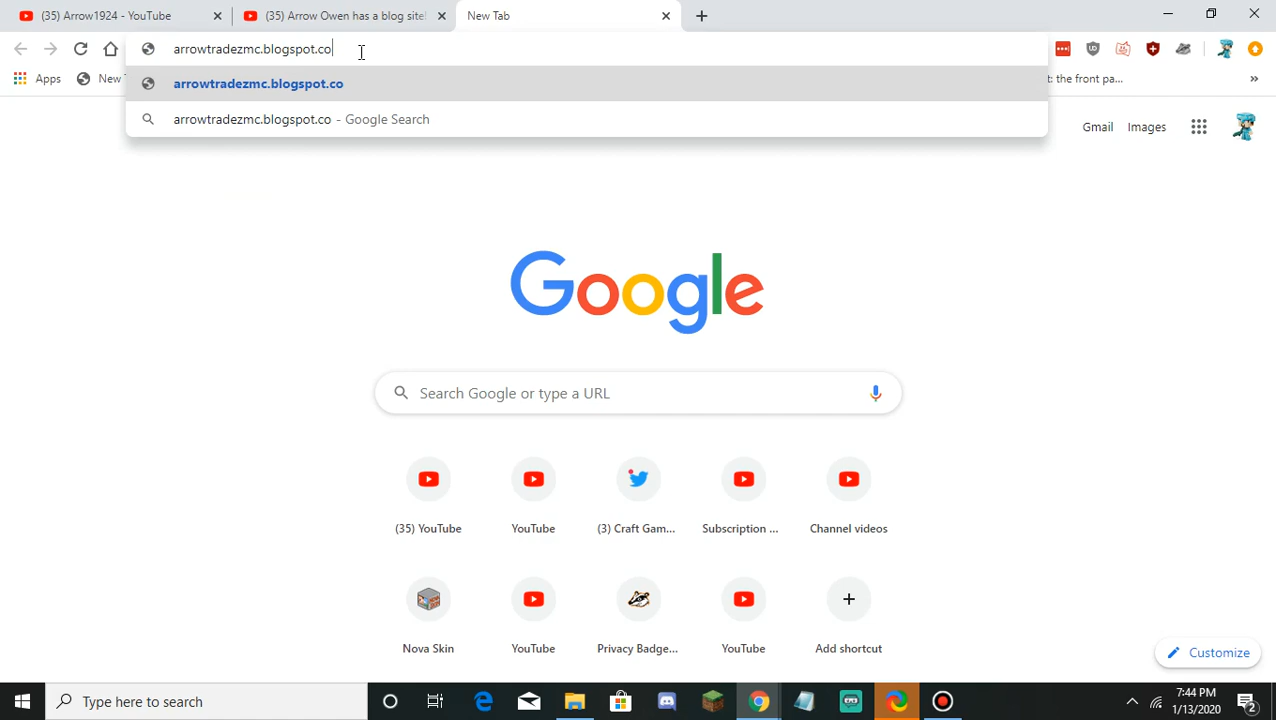 (35) Arrow1924 - YouTube
(35) Arrow Owen has a blog site!
New Tab
arrowtradezmc.blogspot.co
Apps
New
t: the front pa...
arrowtradezmc.blogspot.co
arrowtradezmc.blogspot.co - Google Search
Gmail Images
Google
Search Google or type a URL
(35) YouTube
YouTube
(3) Craft Gam...
Subscription ...
Channel videos
Nova Skin
YouTube
Privacy Badge...
YouTube
Add shortcut
Customize
Type here to search
7:44 PM
1/13/2020
2